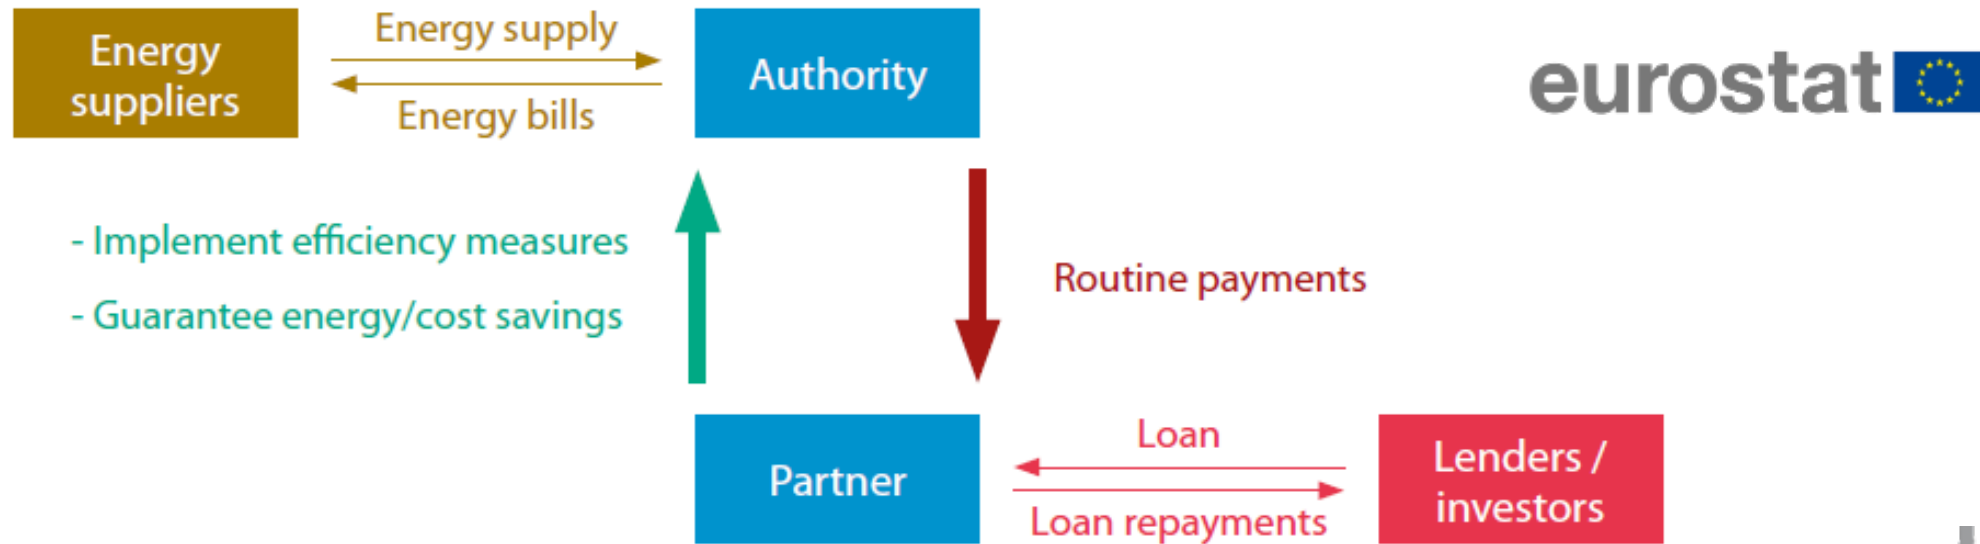 Energy
suppliers
Energy supply
Energy bills
Authority
eurostat
- Implement efficiency measures
- Guarantee energy/cost savings
Routine payments
Partner
Loan
Loan repayments
Lenders /
investors